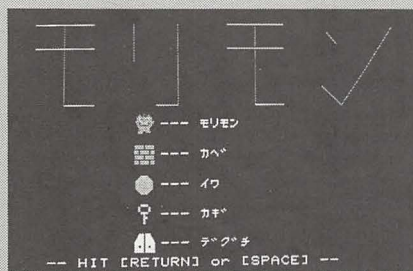 モリモン
--- モリモン
--- カベ
--- イワ
--- カギ
--- デグチ
-- HIT [RETURN] or [SPACE] --